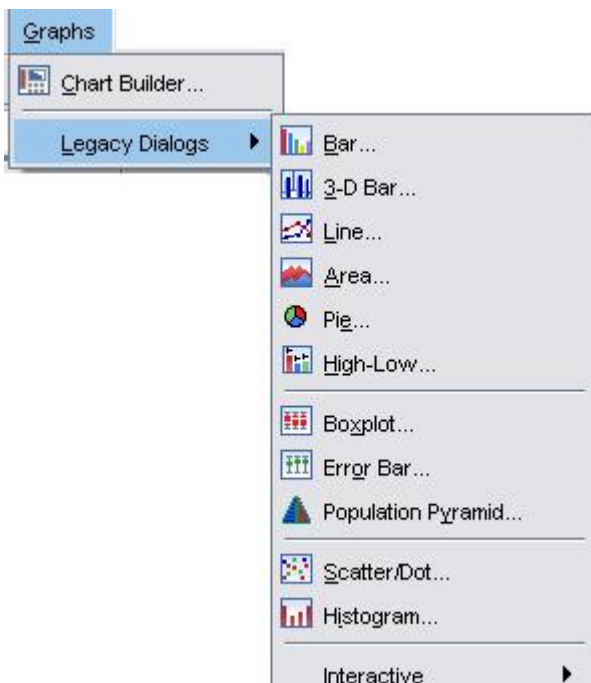 Graphs
Chart Builder...
Legacy Dialogs
Bar...
3-D Bar...
Line...
Area...
Pie...
High-Low...
Boxplot...
Error Bar...
Population Pyramid...
Scatter/Dot...
Histogram...
Interactive